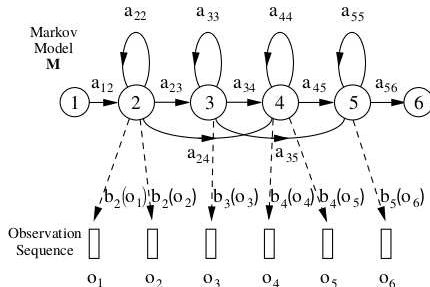 a22 a33 a44 a55
Markov
Model
M
a12 a23 a34 a45 a56
1 2 3 4 5 6
a24 a35
b2(o1) b2(o2) b3(o3) b4(o4) b4(o5) b5(o6)
Observation
Sequence
o1 o2 o3 o4 o5 o6